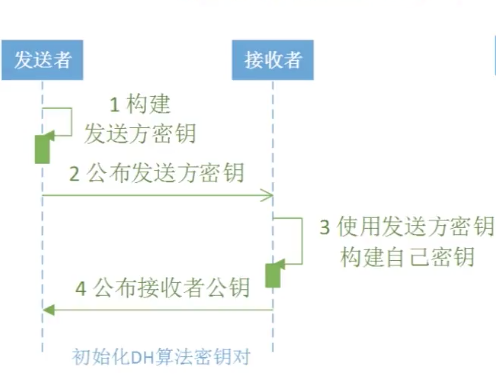 发送者
接收者
1 构建
发送方密钥
2 公布发送方密钥
3 使用发送方密钥
构建自己密钥
4 公布接收者公钥
初始化DH算法密钥对